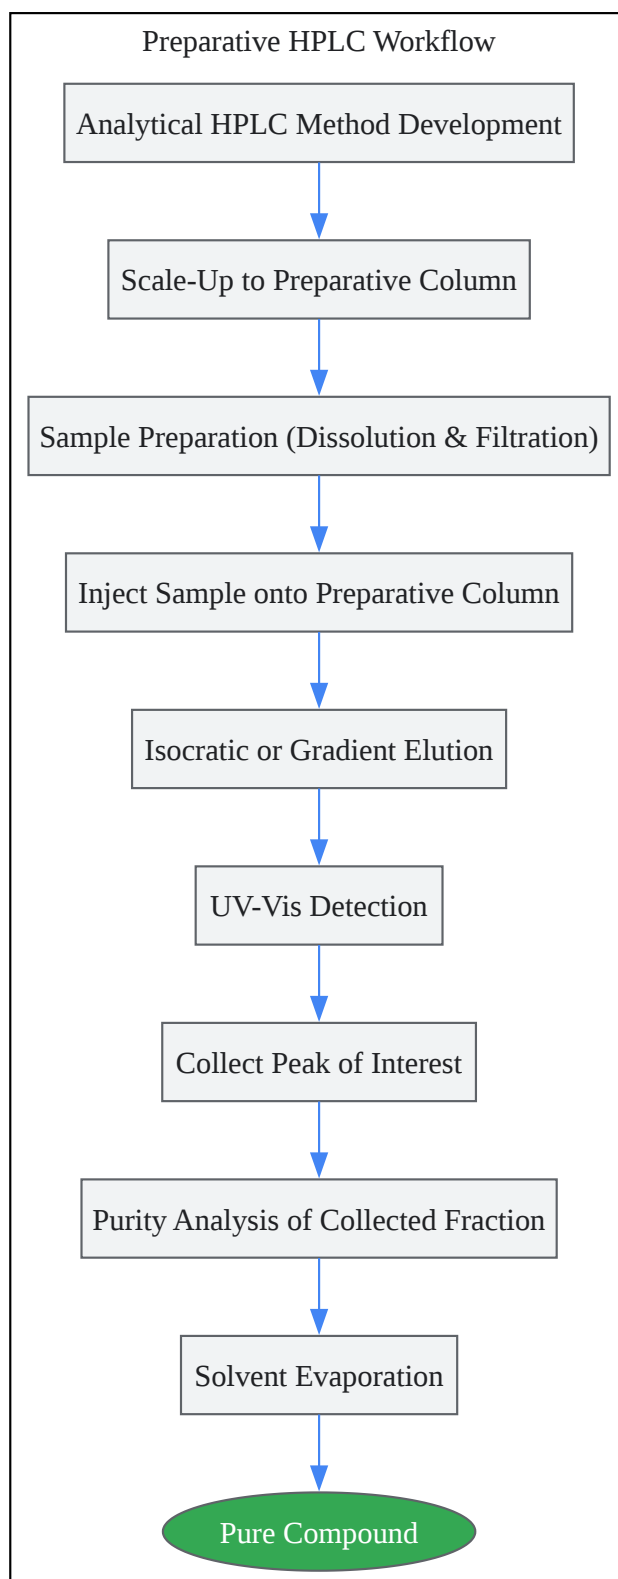 Preparative HPLC Workflow
Analytical HPLC Method Development
Scale-Up to Preparative Column
Sample Preparation (Dissolution & Filtration)
Inject Sample onto Preparative Column
Isocratic or Gradient Elution
UV-Vis Detection
Collect Peak of Interest
Purity Analysis of Collected Fraction
Solvent Evaporation
Pure Compound